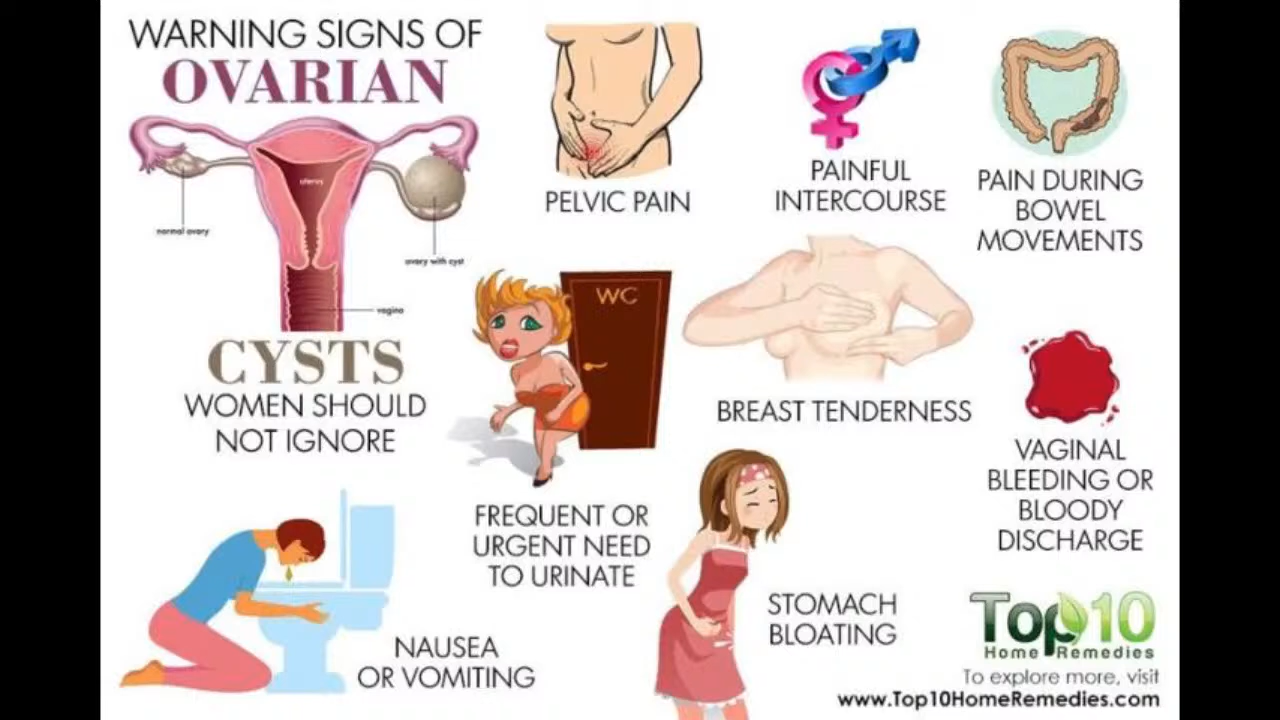 WARNING SIGNS OF
OVARIAN
uterus
normal ovary
ovary with cyst
vagina
CYSTS
WOMEN SHOULD
NOT IGNORE
PELVIC PAIN
PAINFUL
INTERCOURSE
PAIN DURING
BOWEL
MOVEMENTS
WC
FREQUENT OR
URGENT NEED
TO URINATE
BREAST TENDERNESS
VAGINAL
BLEEDING OR
BLOODY
DISCHARGE
NAUSEA
OR VOMITING
STOMACH
BLOATING
Top10
Home Remedies
To explore more, visit
www.Top10HomeRemedies.com